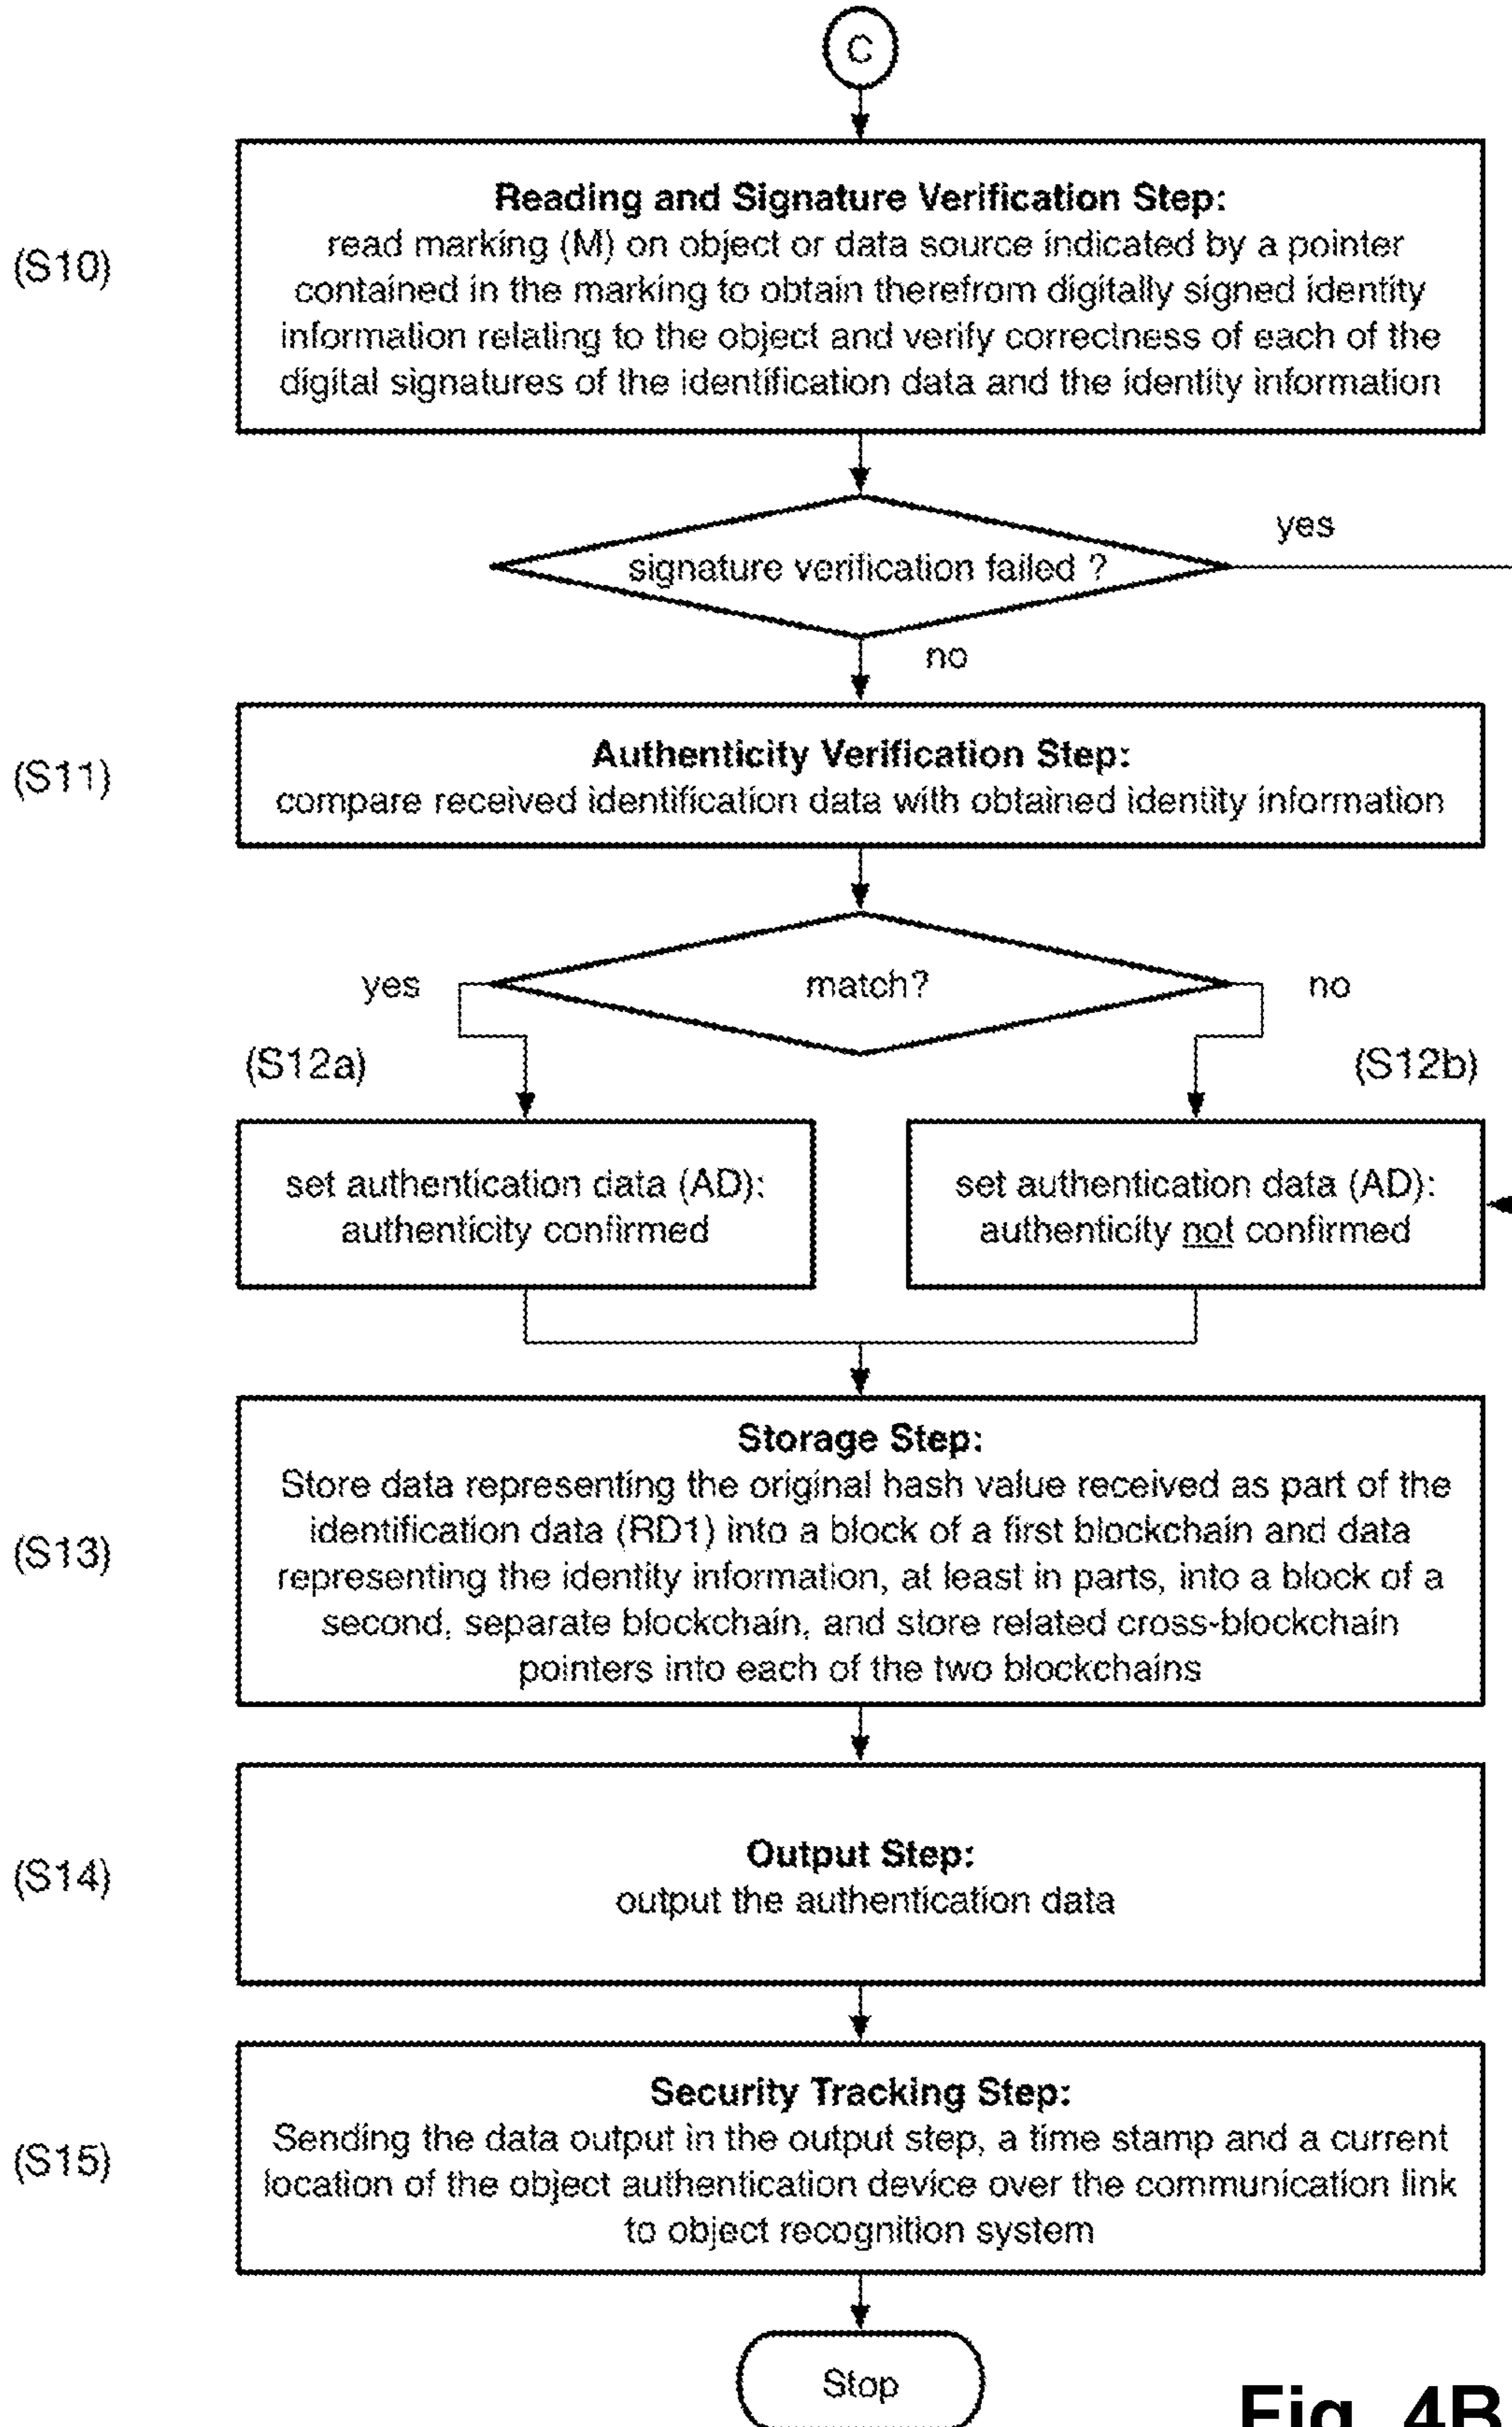 C
Reading and Signature Verification Step:
(S10)
read marking (M) on object or data source indicated by a pointer
contained in the marking to obtain therefrom digitally signed identity
information relating to the object and verify correctness of each of the
digital signatures of the identification data and the identity information
signature verification failed ?
yes
no
(S11)
Authenticity Verification Step:
compare received identification data with obtained identity information
yes
match?
no
(S12a)
(S12b)
set authentication data (AD):
authenticity confirmed
set authentication data (AD):
authenticity not confirmed
Storage Step:
(S13)
Store data representing the original hash value received as part of the
identification data (RD1) into a block of a first blockchain and data
representing the identity information, at least in parts, into a block of a
second, separate blockchain, and store related cross-blockchain
pointers into each of the two blockchains
(S14)
Output Step:
output the authentication data
Security Tracking Step:
(S15)
Sending the data output in the output step, a time stamp and a current
location of the object authentication device over the communication link
to object recognition system
Stop
Fig. 4B